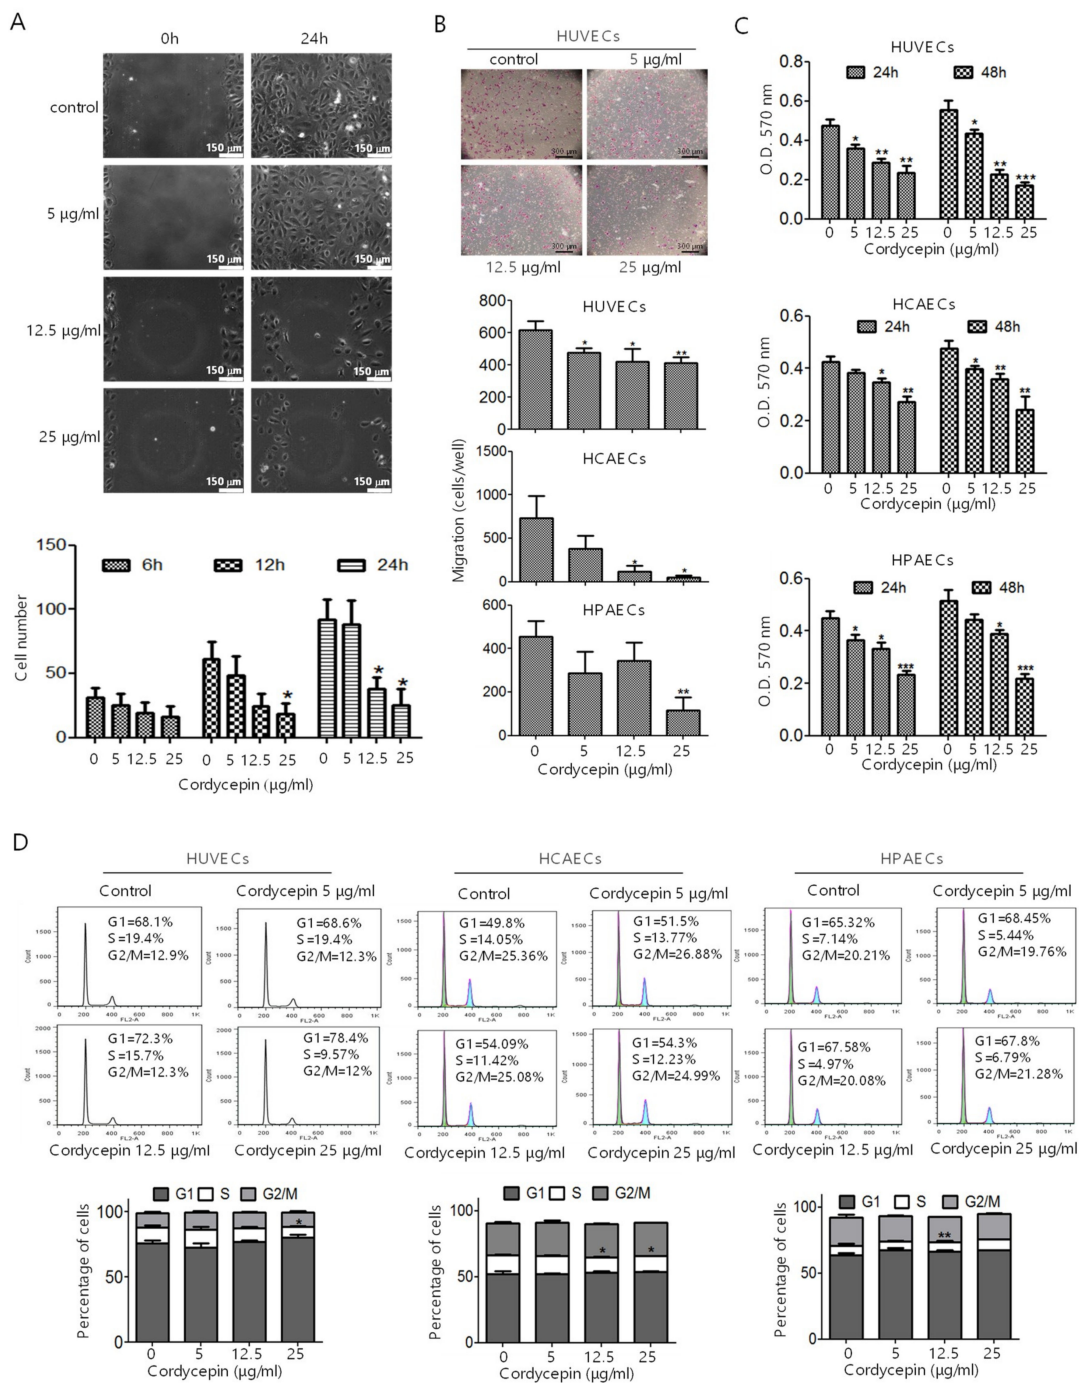 A
0h 24h
control
150 µm 150 µm
5 µg/ml
150 µm 150 µm
12.5 µg/ml
150 µm 150 µm
25 µg/ml
150 µm 150 µm
150
100
50
0
Cell number
6h 12h 24h
* * *
0 5 12.5 25 0 5 12.5 25 0 5 12.5 25
Cordycepin (µg/ml)
B
HUVECs
control 5 µg/ml
300 µm 300 µm
300 µm 300 µm
12.5 µg/ml 25 µg/ml
Migration (cells/well)
HUVECs
800
600
400
200
0
* * **
HCAECs
1500
1000
500
0
* *
HPAECs
600
400
200
0
**
0 5 12.5 25
Cordycepin (µg/ml)
C
HUVECs
24h 48h
O.D. 570 nm
0.8
0.6
0.4
0.2
0.0
* ** ** * ** ***
0 5 12.5 25 0 5 12.5 25
Cordycepin (µg/ml)
HCAECs
24h 48h
O.D. 570 nm
0.6
0.4
0.2
0.0
* ** * ** **
0 5 12.5 25 0 5 12.5 25
Cordycepin (µg/ml)
HPAECs
24h 48h
O.D. 570 nm
0.6
0.4
0.2
0.0
* * *** * ***
0 5 12.5 25 0 5 12.5 25
Cordycepin (µg/ml)
D
HUVECs
Control Cordycepin 5 µg/ml
G1=68.1%
S =19.4%
G2/M=12.9%
G1=68.6%
S =19.4%
G2/M=12.3%
G1=72.3%
S =15.7%
G2/M=12.3%
G1=78.4%
S =9.57%
G2/M=12%
Cordycepin 12.5 µg/ml Cordycepin 25 µg/ml
HCAECs
Control Cordycepin 5 µg/ml
G1=49.8%
S =14.05%
G2/M=25.36%
G1=51.5%
S =13.77%
G2/M=26.88%
G1=54.09%
S =11.42%
G2/M=25.08%
G1=54.3%
S =12.23%
G2/M=24.99%
Cordycepin 12.5 µg/ml Cordycepin 25 µg/ml
HPAECs
Control Cordycepin 5 µg/ml
G1=65.32%
S =7.14%
G2/M=20.21%
G1=68.45%
S =5.44%
G2/M=19.76%
G1=67.58%
S =4.97%
G2/M=20.08%
G1=67.8%
S =6.79%
G2/M=21.28%
Cordycepin 12.5 µg/ml Cordycepin 25 µg/ml
G1 S G2/M
Percentage of cells
100
50
0
*
0 5 12.5 25
Cordycepin (µg/ml)
G1 S G2/M
Percentage of cells
100
50
0
* *
0 5 12.5 25
Cordycepin (µg/ml)
G1 S G2/M
Percentage of cells
100
50
0
**
0 5 12.5 25
Cordycepin (µg/ml)